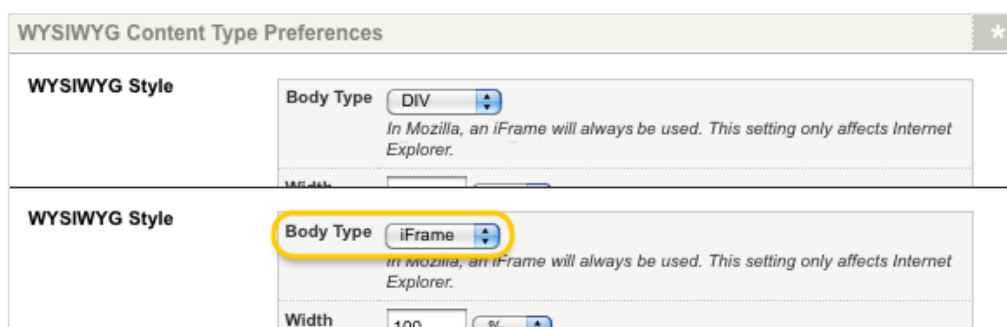 WYSIWYG Content Type Preferences *
WYSIWYG Style
Body Type DIV
In Mozilla, an iFrame will always be used. This setting only affects Internet
Explorer.
Width
WYSIWYG Style
Body Type iFrame
In Mozilla, an iFrame will always be used. This setting only affects Internet
Explorer.
Width 100 %